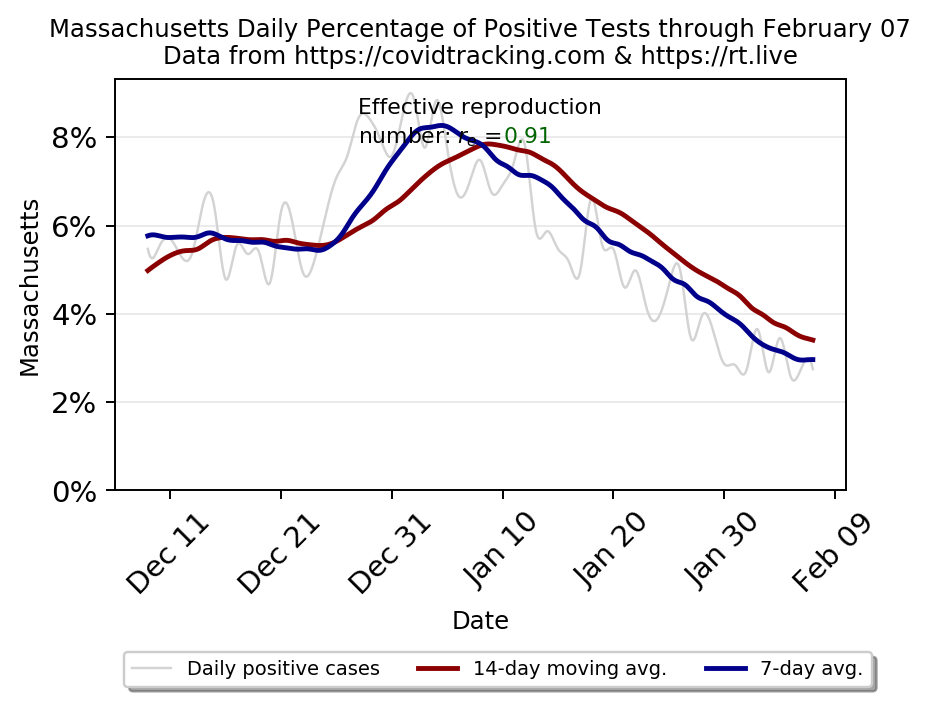 Massachusetts Daily Percentage of Positive Tests through February 07
Data from https://covidtracking.com & https://rt.live
Effective reproduction
number: rₑ =0.91
8%
6%
4%
2%
0%
Massachusetts
Dec 11
Dec 21
Dec 31
Jan 10
Jan 20
Jan 30
Feb 09
Date
Daily positive cases
14-day moving avg.
7-day avg.